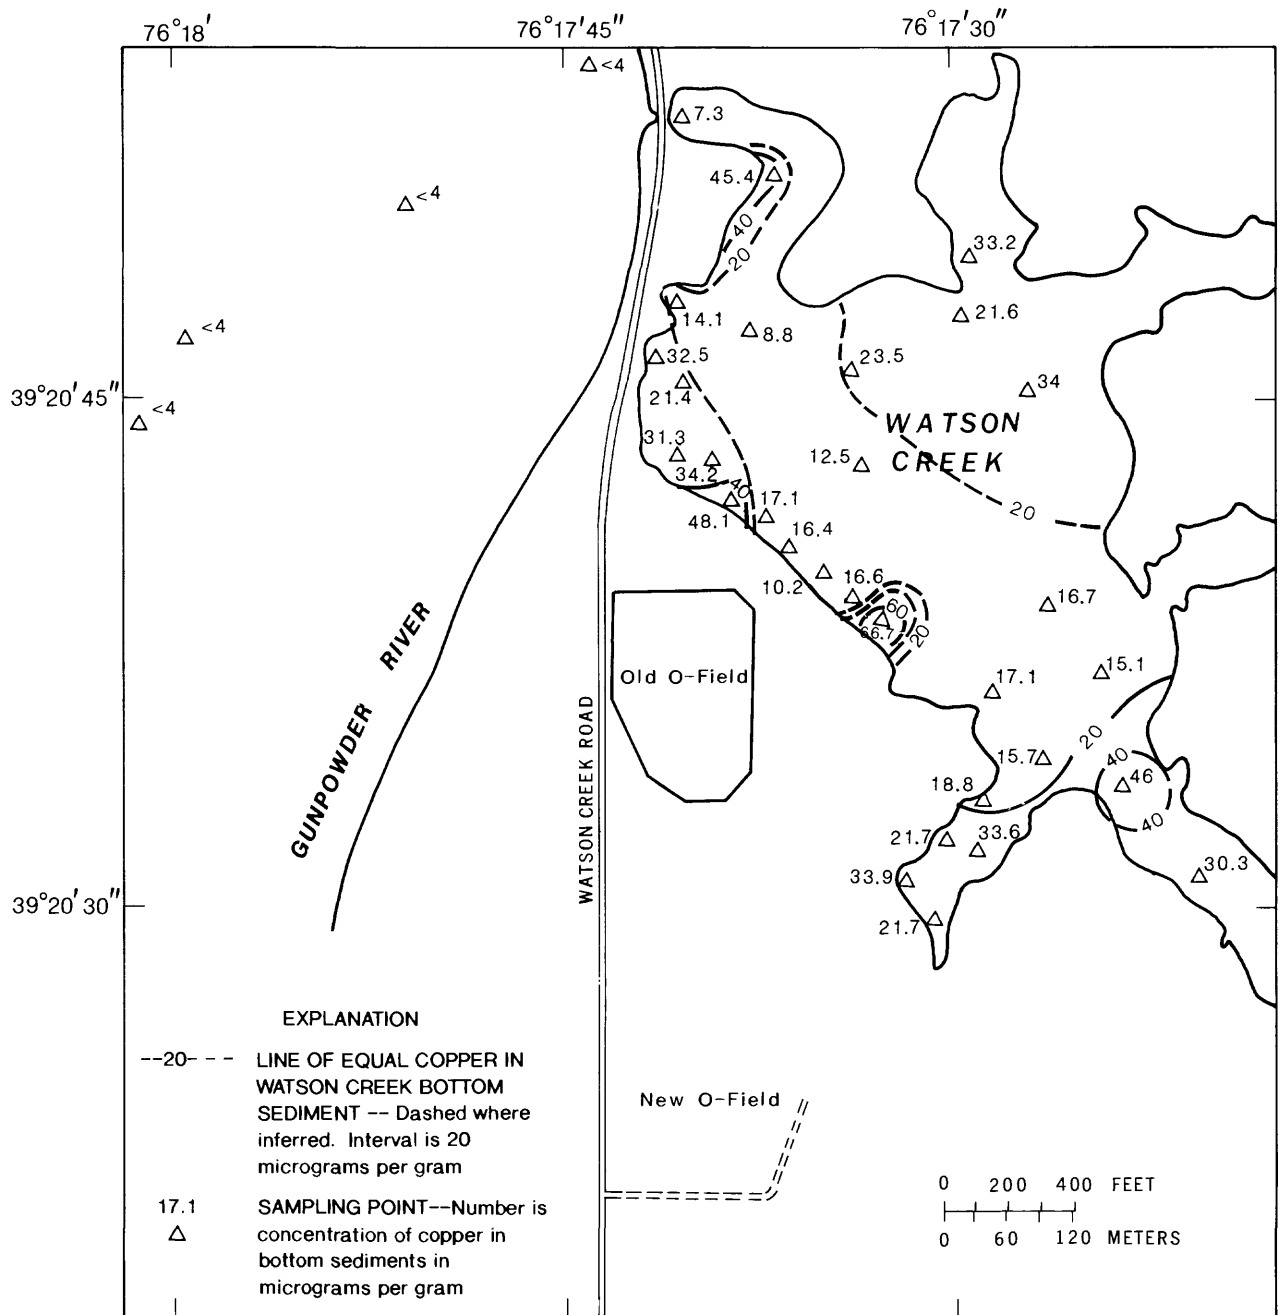 76°18'
76°17'45"
76°17'30"
<4
7.3
<4
45.4
40
20
33.2
14.1
8.8
21.6
<4
32.5
23.5
39°20'45"
21.4
34
<4
WATSON
CREEK
31.3
34.2
12.5
40
48.1
17.1
20
16.4
10.2
16.6
60
66.7
20
16.7
GUNPOWDER RIVER
Old O-Field
17.1
15.1
WATSON CREEK ROAD
20
15.7
40
46
18.8
40
21.7
33.6
33.9
30.3
39°20'30"
21.7
EXPLANATION
--20- - -
LINE OF EQUAL COPPER IN
WATSON CREEK BOTTOM
SEDIMENT -- Dashed where
inferred. Interval is 20
micrograms per gram
17.1
SAMPLING POINT--Number is
concentration of copper in
bottom sediments in
micrograms per gram
New O-Field
0 200 400 FEET
0 60 120 METERS